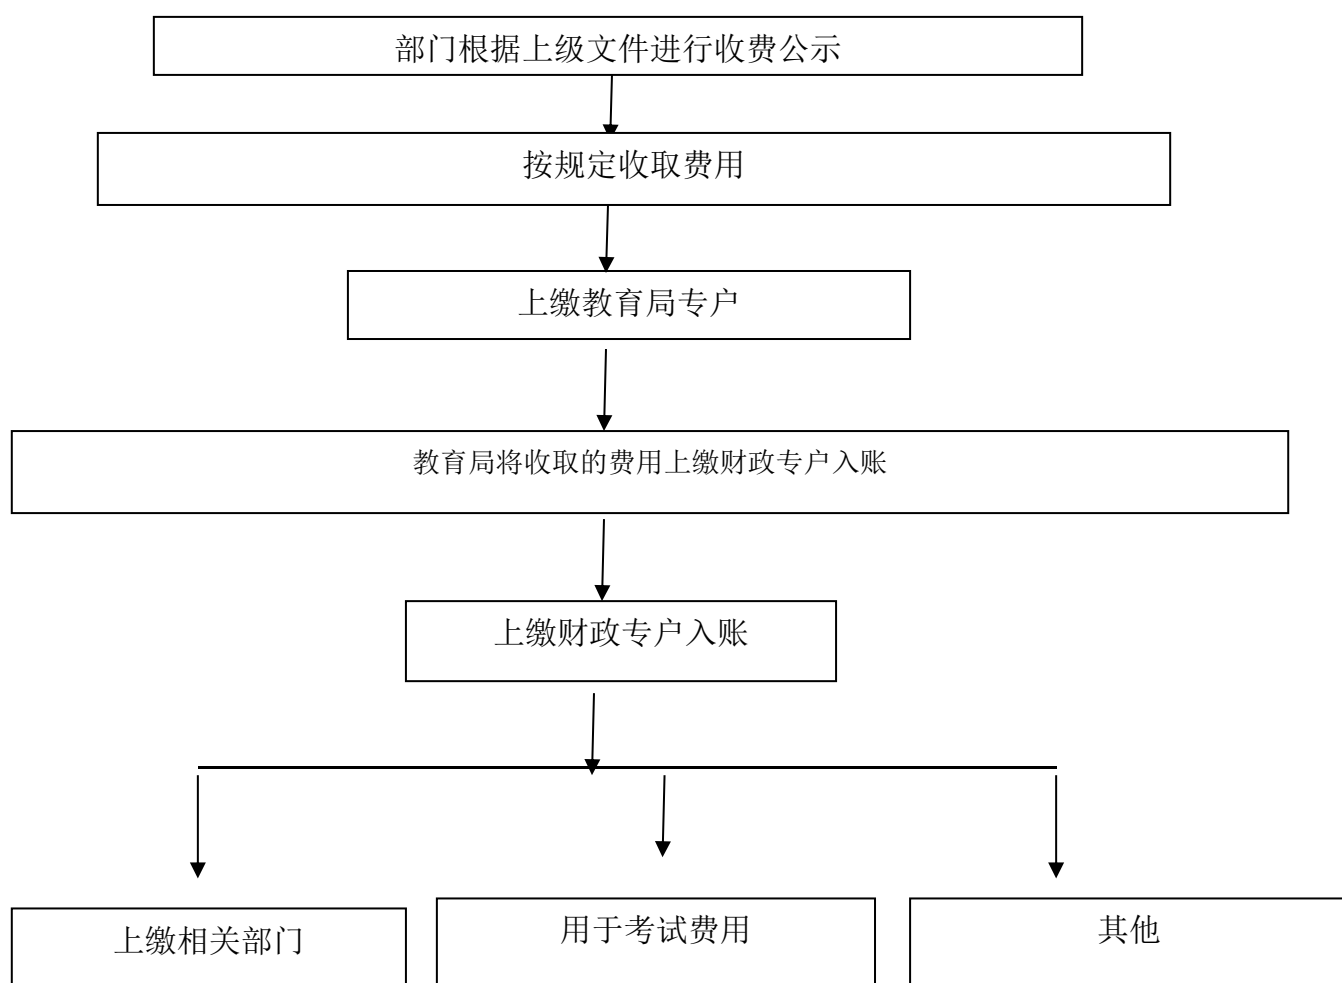 部门根据上级文件进行收费公示
按规定收取费用
上缴教育局专户
教育局将收取的费用上缴财政专户入账
上缴财政专户入账
上缴相关部门
用于考试费用
其他